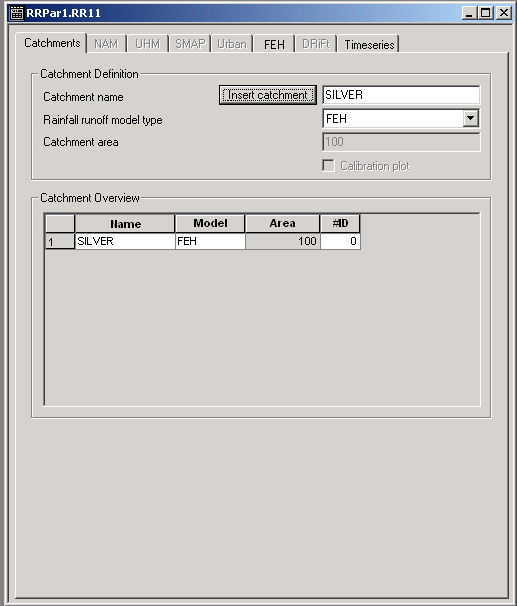 RRPar1.RR11
Catchments NAM UHM SMAP Urban FEH DRiFt Timeseries
Catchment Definition
Catchment name Insert catchment SILVER
Rainfall runoff model type FEH
Catchment area 100
Calibration plot
Catchment Overview
Name Model Area #ID
1 SILVER FEH 100 0